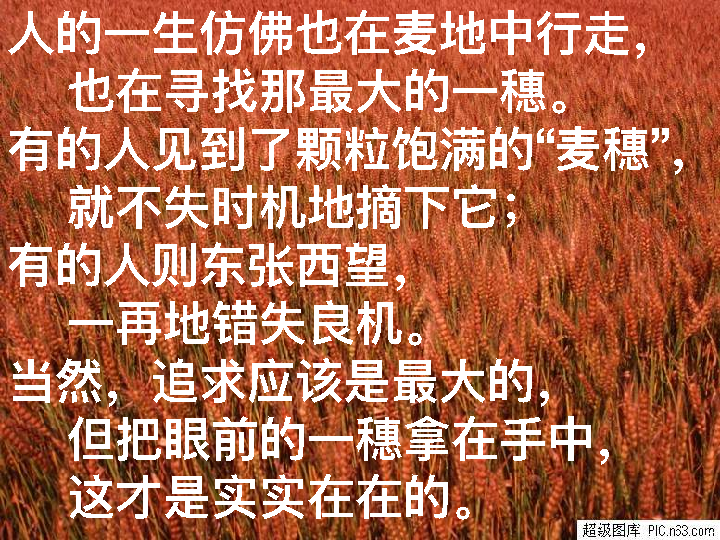 人的一生仿佛也在麦地中行走，
也在寻找那最大的一穗。
有的人见到了颗粒饱满的“麦穗”，
就不失时机地摘下它；
有的人则东张西望，
一再地错失良机。
当然，追求应该是最大的，
但把眼前的一穗拿在手中，
这才是实实在在的。
超级图库 PIC.n63.com